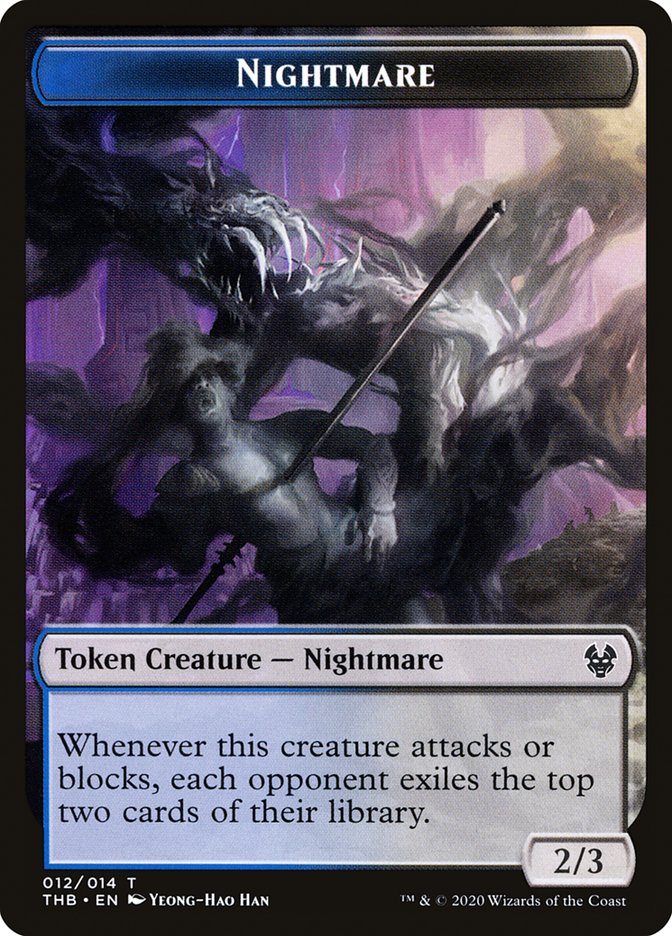 Nightmare
Token Creature — Nightmare
Whenever this creature attacks or
blocks, each opponent exiles the top
two cards of their library.
2/3
012/014 T
THB • EN Yeong-Hao Han
™ & © 2020 Wizards of the Coast